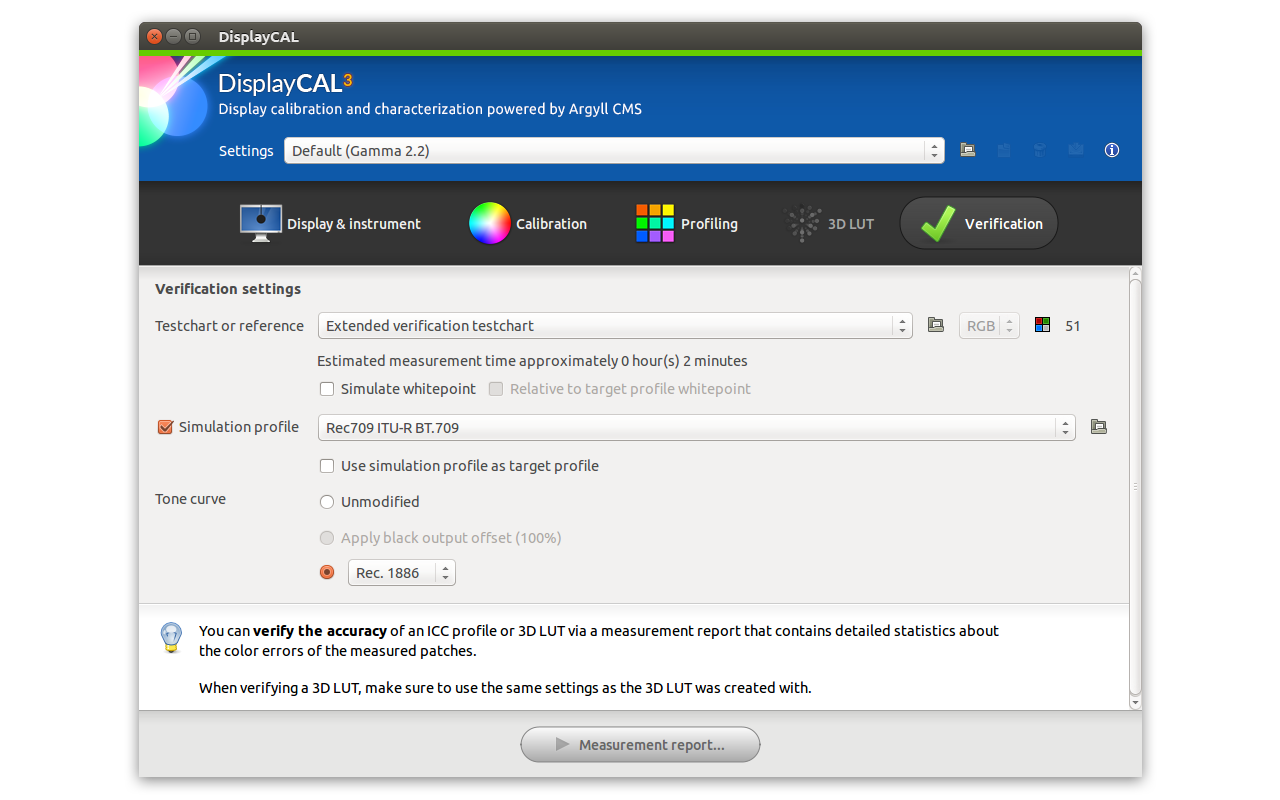 DisplayCAL
DisplayCAL3
Display calibration and characterization powered by Argyll CMS
Settings Default (Gamma 2.2)
Display & instrument Calibration Profiling 3D LUT Verification
Verification settings
Testchart or reference Extended verification testchart RGB 51
Estimated measurement time approximately 0 hour(s) 2 minutes
Simulate whitepoint Relative to target profile whitepoint
Simulation profile Rec709 ITU-R BT.709
Use simulation profile as target profile
Tone curve Unmodified
Apply black output offset (100%)
Rec. 1886
You can verify the accuracy of an ICC profile or 3D LUT via a measurement report that contains detailed statistics about
the color errors of the measured patches.
When verifying a 3D LUT, make sure to use the same settings as the 3D LUT was created with.
Measurement report...